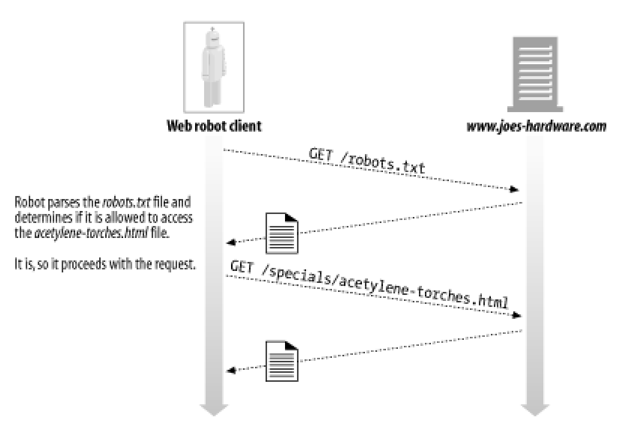 Web robot client
www.joes-hardware.com
GET /robots.txt
Robot parses the robots.txt file and
determines if it is allowed to access
the acetylene-torches.html file.
It is, so it proceeds with the request.
GET /specials/acetylene-torches.html